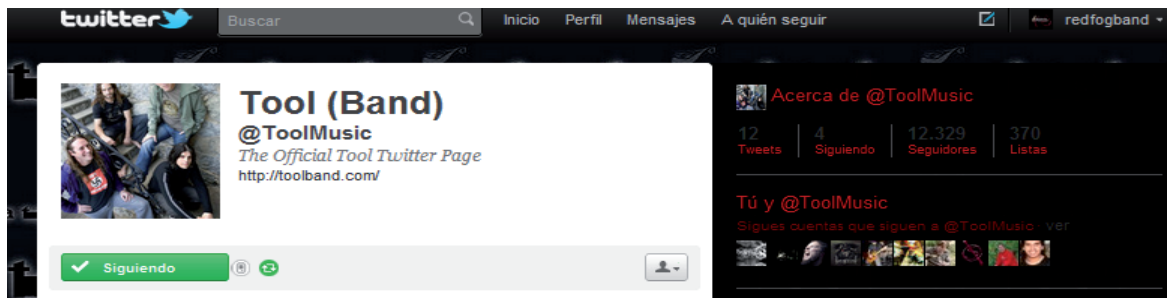 twitter Buscar Inicio Perfil Mensajes A quién seguir redfogband
Tool (Band)
@ToolMusic
The Official Tool Twitter Page
http://toolband.com/
Siguiendo
Acerca de @ToolMusic
12 4 12.329 370
Tweets Siguiendo Seguidores Listas
Tú y @ToolMusic
Sigues cuentas que siguen a @ToolMusic · ver